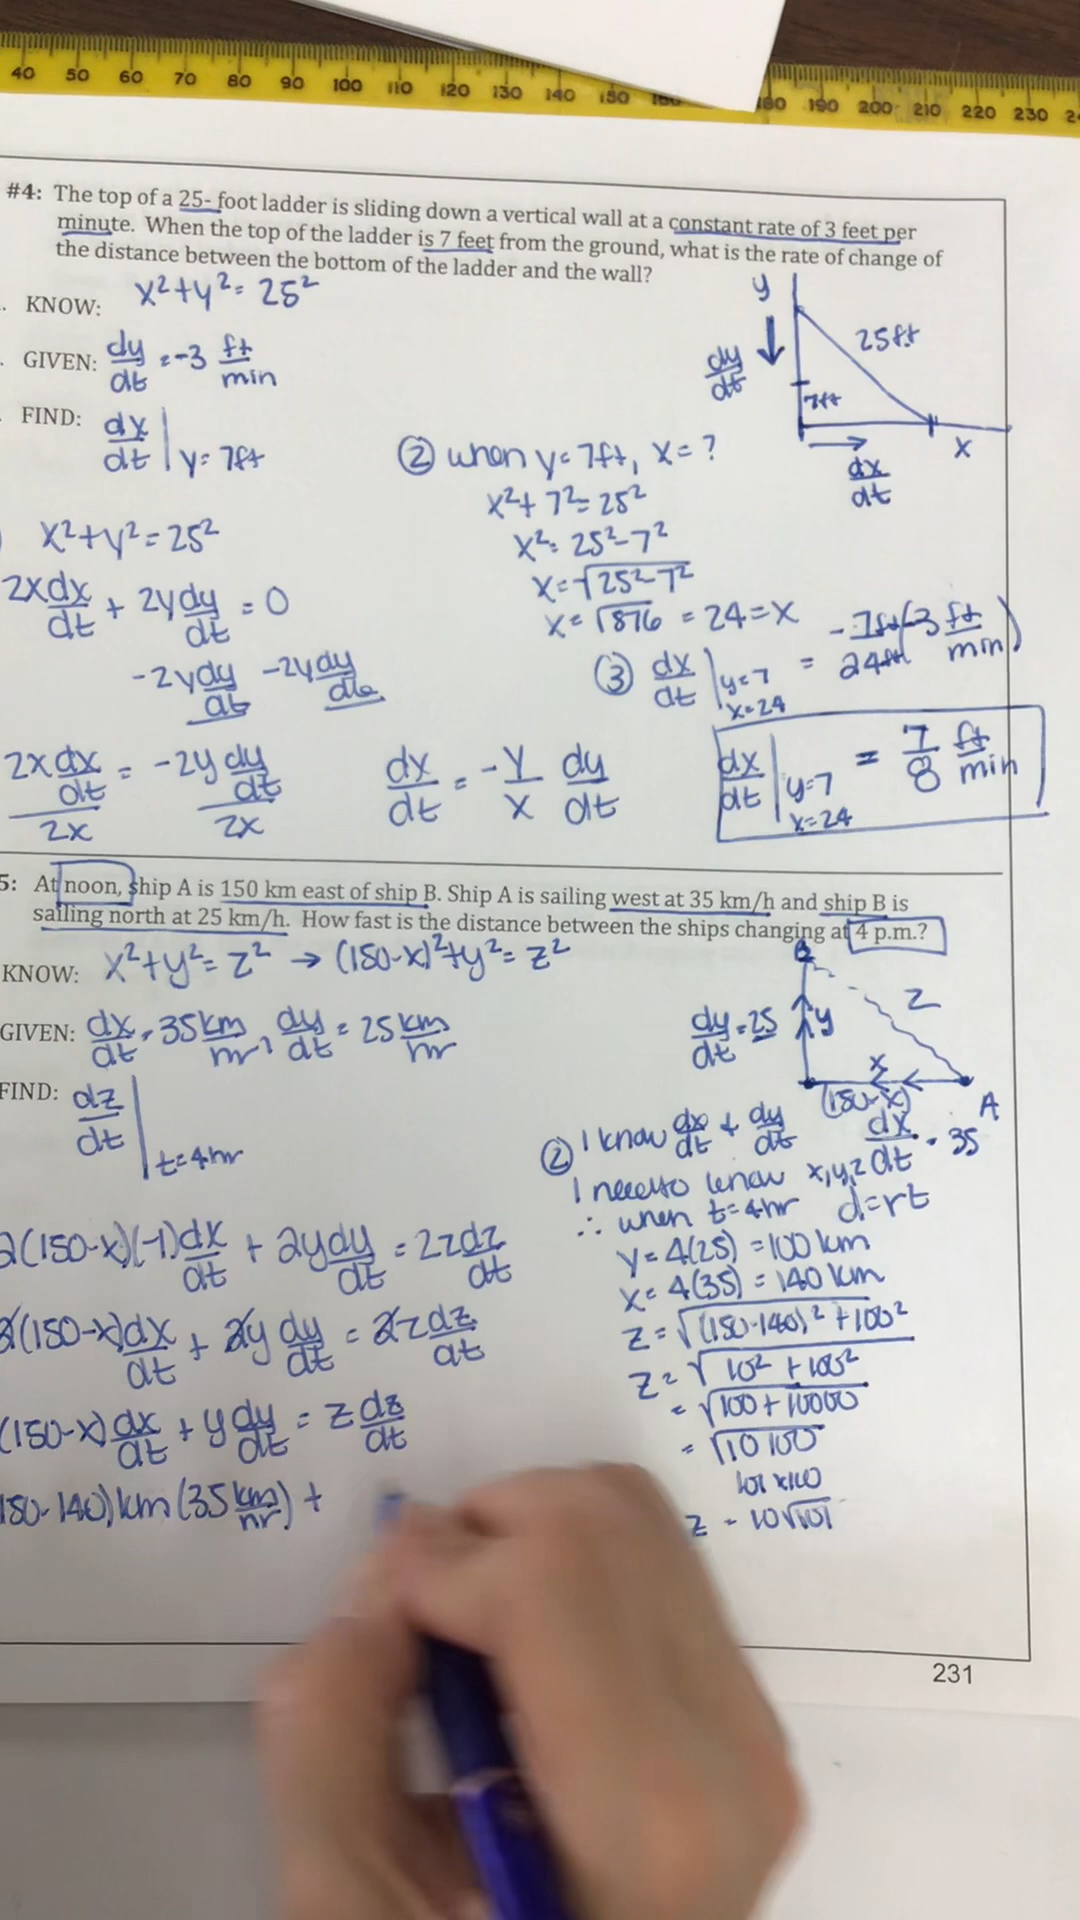 40 50 60 70 80 90 100 110 120 130 140 150 160 180 190 200 210 220 230
#4: The top of a 25- foot ladder is sliding down a vertical wall at a constant rate of 3 feet per
minute. When the top of the ladder is 7 feet from the ground, what is the rate of change of
the distance between the bottom of the ladder and the wall?
. KNOW: x²+y²= 25²
. GIVEN: dy/dt = -3 ft/min
FIND: dx/dt | y= 7ft
y
25ft
dy/dt
7ft
x
dx/dt
x²+y²=25²
2x dx/dt + 2y dy/dt = 0
-2y dy/dt -2y dy/dt
2x dx/dt = -2y dy/dt
2x 2x
dx/dt = -y/x dy/dt
② when y= 7ft, x= ?
x²+ 7²= 25²
x²= 25²-7²
x=√25²-7²
x= √576 = 24=x
③ dx/dt | y=7 x=24 = -7ft/24ft (-3 ft/min)
dx/dt | y=7 x=24 = 7/8 ft/min
5: At noon, ship A is 150 km east of ship B. Ship A is sailing west at 35 km/h and ship B is
sailing north at 25 km/h. How fast is the distance between the ships changing at 4 p.m.?
KNOW: x²+y²= z² → (150-x)²+y²= z²
GIVEN: dx/dt = 35 km/hr, dy/dt = 25 km/hr
FIND: dz/dt | t=4hr
B
z
dy/dt = 25
y
x
(150-x)
A
dx/dt = 35
2(150-x)(-1)dx/dt + 2y dy/dt = 2z dz/dt
2(150-x)dx/dt + 2y dy/dt = 2z dz/dt
(150-x)dx/dt + y dy/dt = z dz/dt
150-140)km(35 km/hr) +
② I know dx/dt + dy/dt
I need to know x,y,z
∴ when t=4hr d=rt
y= 4(25) = 100 km
x= 4(35) = 140 km
z = √(150-140)² + 100²
z = √10² + 100²
= √100+10000
= √10100
101 x100
z = 10√101
231